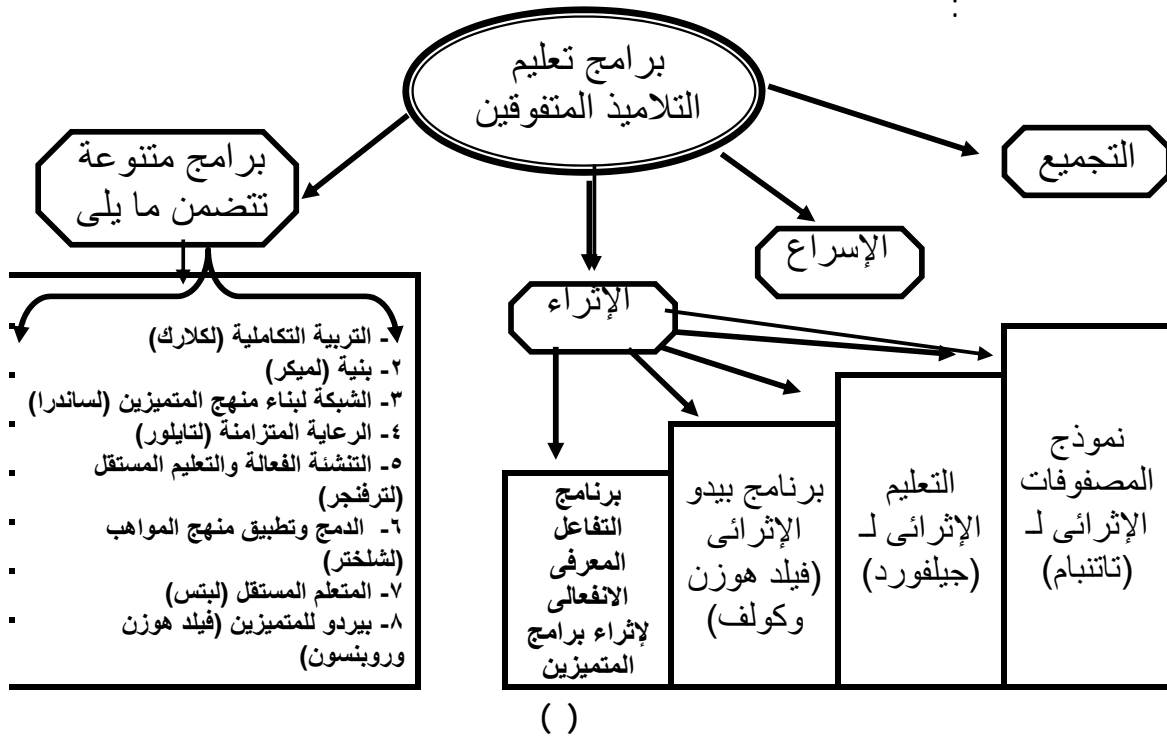 :
برامج تعليم
التلاميذ المتفوقين
التجميع
الإسراع
الإثراء
برامج متنوعة
تتضمن ما يلى
نموذج
المصفوفات
الإثرائى لـ
(تاتنبام)
التعليم
الإثرائى لـ
(جيلفورد)
برنامج بيدو
الإثرائى
(فيلد هوزن
وكولف)
برنامج
التفاعل
المعرفى
الانفعالى
لإثراء برامج
المتميزين
- التربية التكاملية (لكلارك)
٢- بنية (لميكر)
٣- الشبكة لبناء منهج المتميزين (لساندرا)
٤- الرعاية المتزامنة (لتايلور)
٥- التنشئة الفعالة والتعليم المستقل
(لترفنجر)
٦- الدمج وتطبيق منهج المواهب
(لشلختر)
٧- المتعلم المستقل (لبتس)
٨- بيردو للمتميزين (فيلد هوزن
وروبنسون)
( )